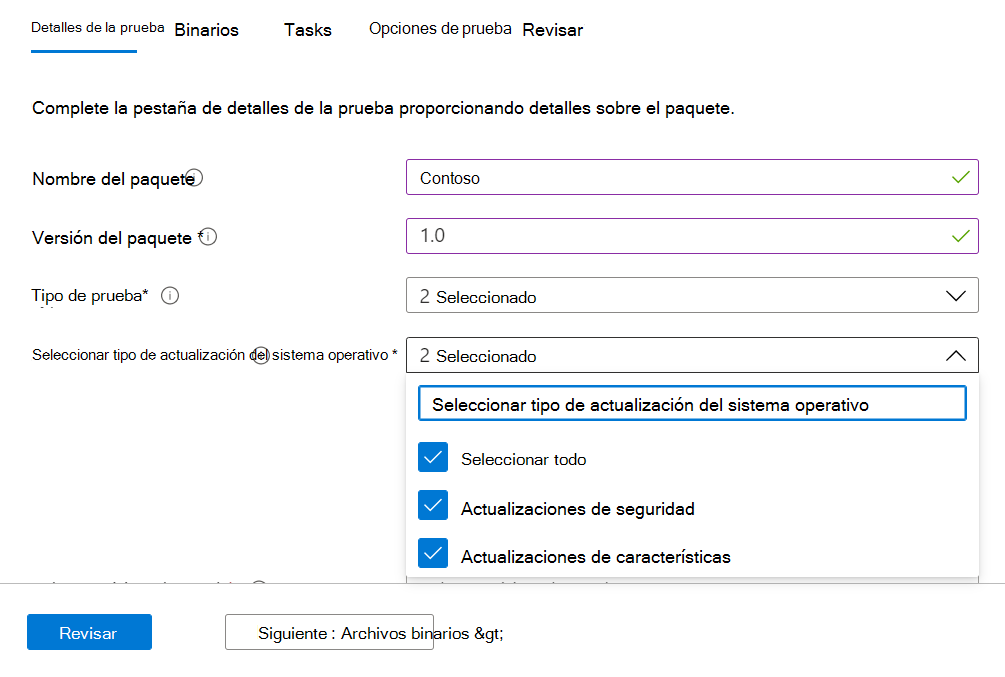 Detalles de la prueba Binarios Tasks Opciones de prueba Revisar
Complete la pestaña de detalles de la prueba proporcionando detalles sobre el paquete.
Nombre del paquete Contoso
Versión del paquete * 1.0
Tipo de prueba* 2 Seleccionado
Seleccionar tipo de actualización del sistema operativo * 2 Seleccionado
Seleccionar tipo de actualización del sistema operativo
Seleccionar todo
Actualizaciones de seguridad
Actualizaciones de características
Revisar Siguiente : Archivos binarios &gt;